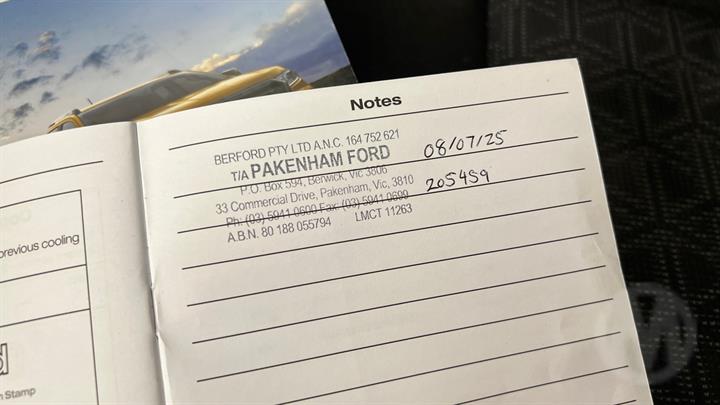 Notes
BERFORD PTY LTD A.N.C. 164 752 621
T/A PAKENHAM FORD
08/07/25
P.O. Box 594, Berwick, Vic 3806
33 Commercial Drive, Pakenham, Vic, 3810
205459
Ph: (03) 5941 0600 Fax: (03) 5941 0699
A.B.N. 80 188 055794 LMCT 11263
previous cooling
n Stamp